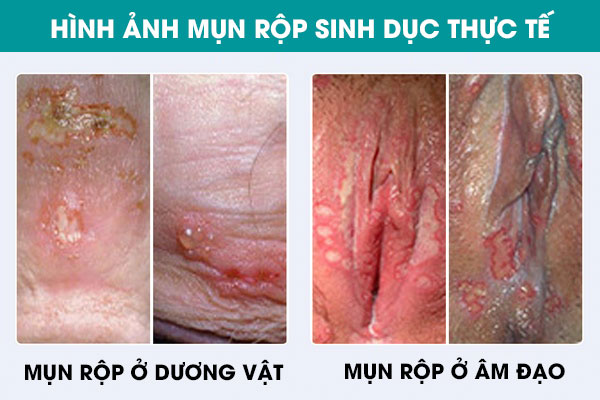 HÌNH ẢNH MỤN RỘP SINH DỤC THỰC TẾ
MỤN RỘP Ở DƯƠNG VẬT
MỤN RỘP Ở ÂM ĐẠO